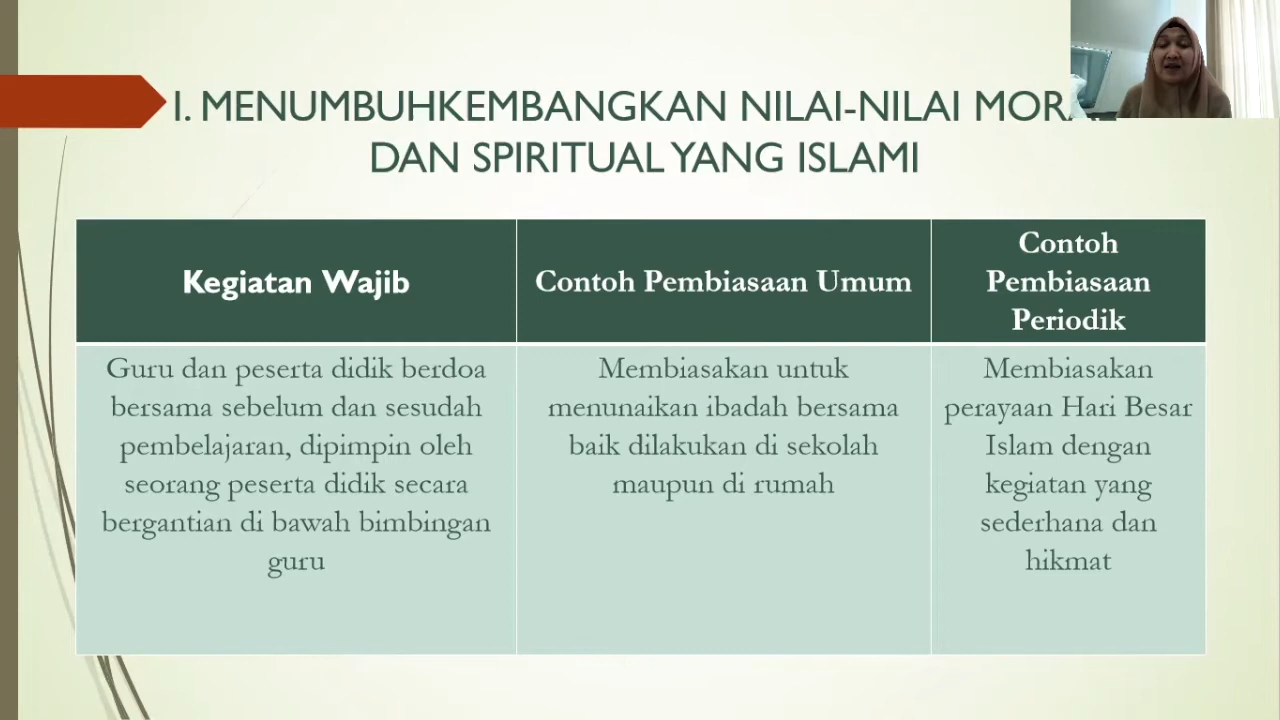 I. MENUMBUHKEMBANGKAN NILAI-NILAI
DAN SPIRITUAL YANG ISLAMI
Kegiatan Wajib
Contoh Pembiasaan Umum
Contoh
Pembiasaan
Periodik
Guru dan peserta didik berdoa
bersama sebelum dan sesudah
pembelajaran, dipimpin oleh
seorang peserta didik secara
bergantian di bawah bimbingan
guru
Membiasakan untuk
menunaikan ibadah bersama
baik dilakukan di sekolah
maupun di rumah
Membiasakan
perayaan Hari Besar
Islam dengan
kegiatan yang
sederhana dan
hikmat